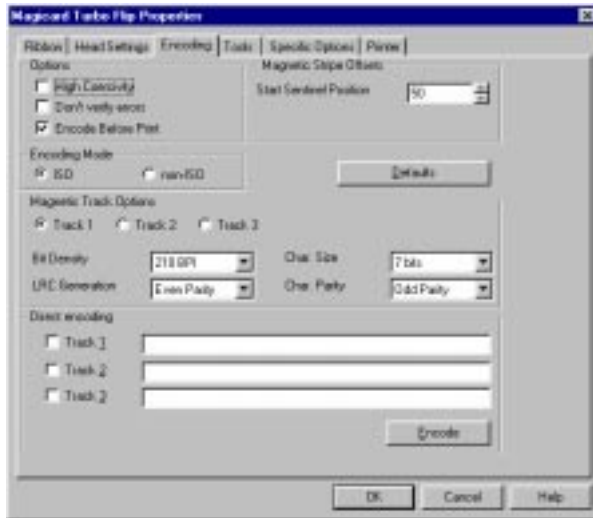 Magicard Turbo Flip Properties
Ribbon Head Settings Encoding Tools Specific Options Printer
Options
High Coercivity
Don't verify errors
Encode Before Print
Magnetic Stripe Offsets
Start Sentinel Position 50
Encoding Mode
ISO non-ISO
Defaults
Magnetic Track Options
Track 1 Track 2 Track 3
Bit Density 210 BPI Char. Size 7 bits
LRC Generation Even Parity Char. Parity Odd Parity
Direct encoding
Track 1
Track 2
Track 3
Encode
OK Cancel Help